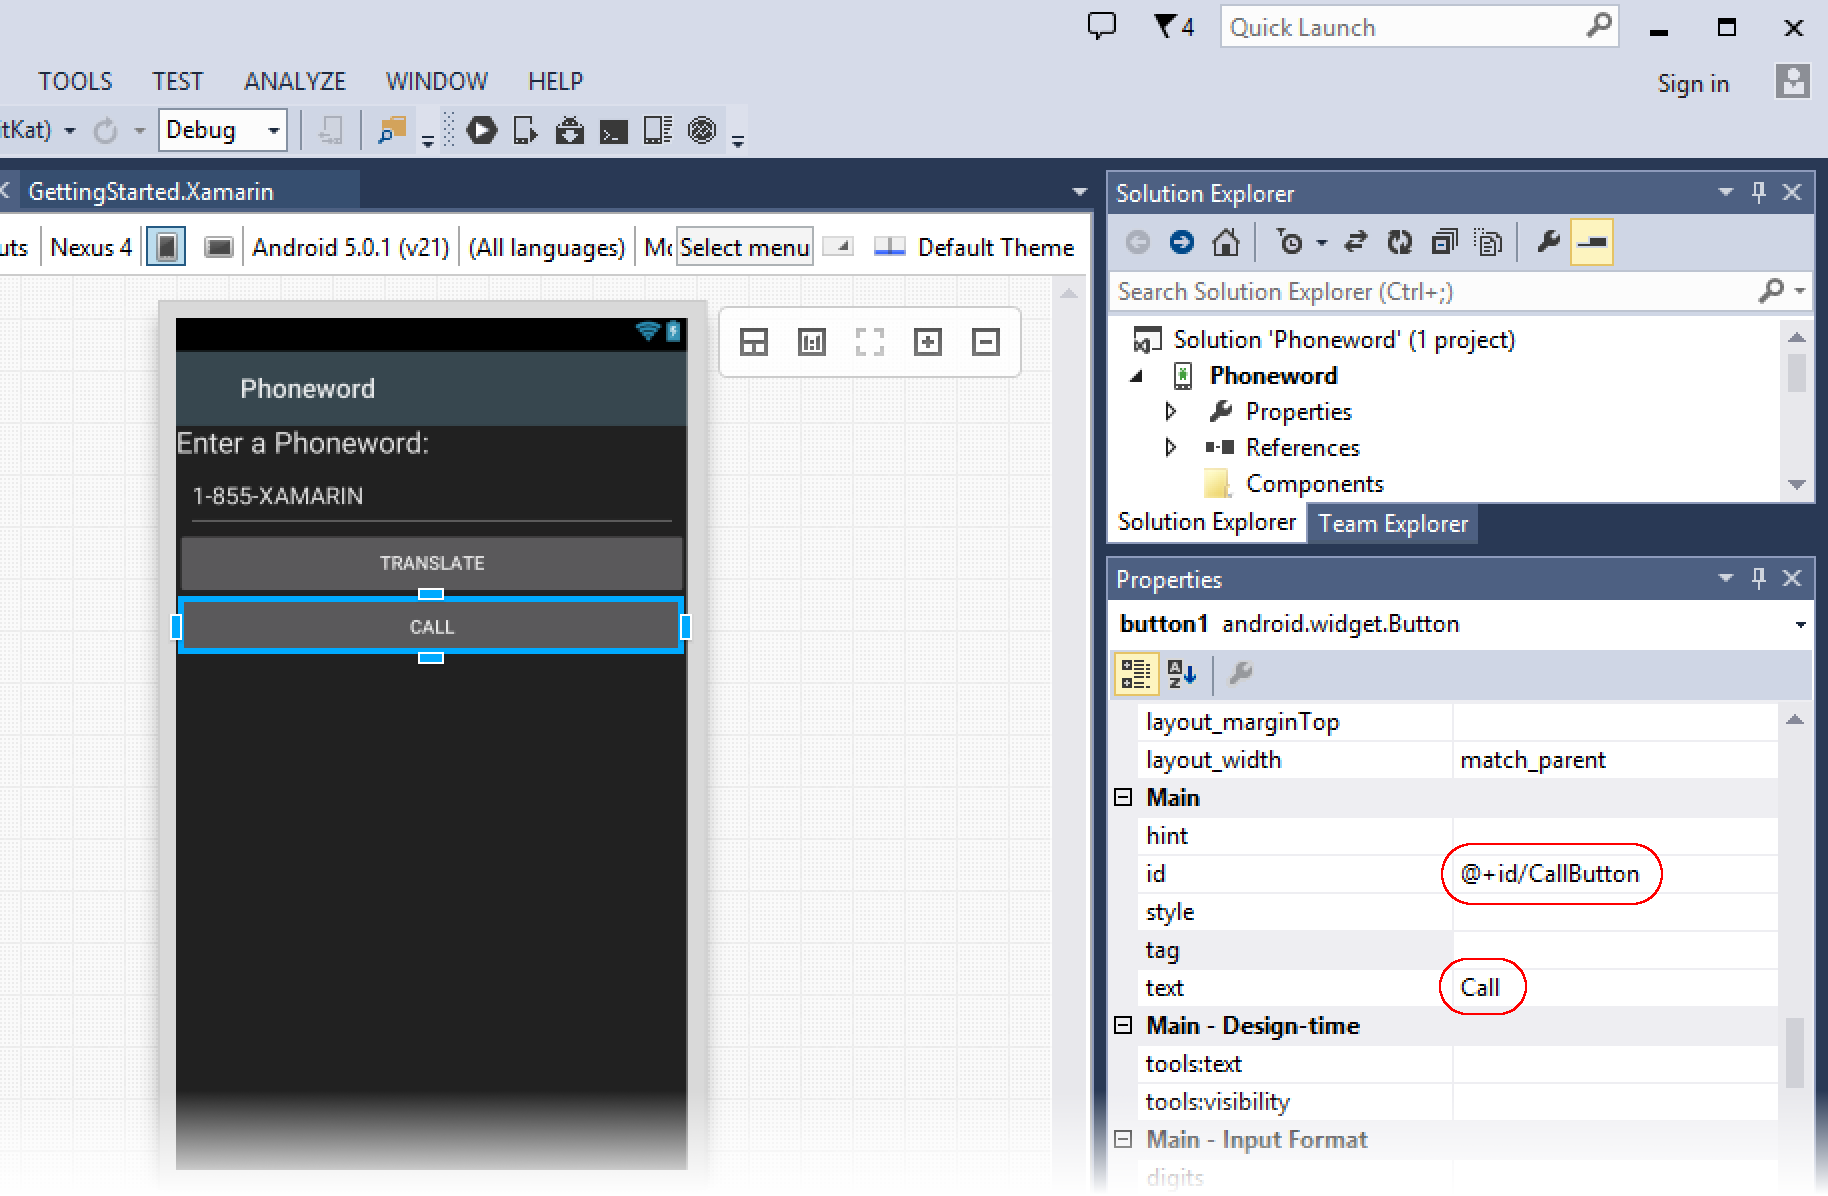 4 Quick Launch
TOOLS TEST ANALYZE WINDOW HELP Sign in
itKat) Debug
GettingStarted.Xamarin
uts Nexus 4 Android 5.0.1 (v21) (All languages) Mo Select menu Default Theme
Phoneword
Enter a Phoneword:
1-855-XAMARIN
TRANSLATE
CALL
Solution Explorer
Search Solution Explorer (Ctrl+;)
Solution 'Phoneword' (1 project)
Phoneword
Properties
References
Components
Solution Explorer Team Explorer
Properties
button1 android.widget.Button
layout_marginTop
layout_width match_parent
Main
hint
id @+id/CallButton
style
tag
text Call
Main - Design-time
tools:text
tools:visibility
Main - Input Format
digits